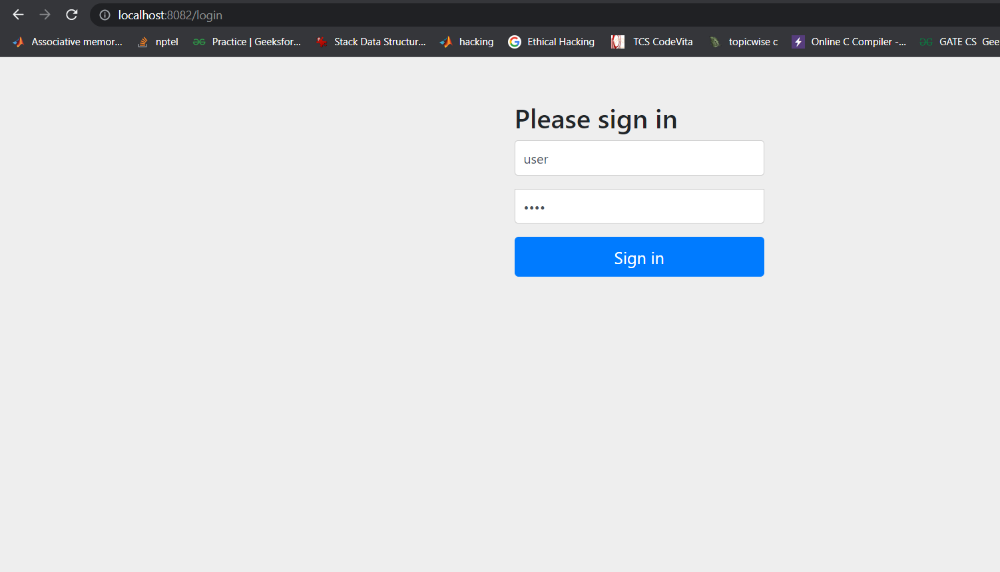 localhost:8082/login
Associative memor... nptel Practice | Geeksfor... Stack Data Structur... hacking Ethical Hacking TCS CodeVita topicwise c Online C Compiler -... GATE CS Gee
Please sign in
user
••••
Sign in